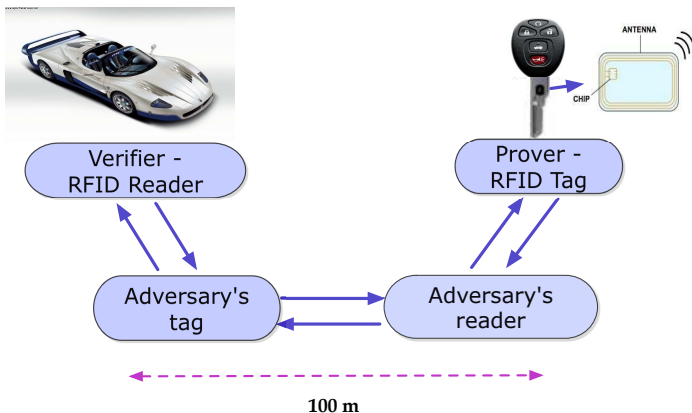 ANTENNA
CHIP
Verifier -
RFID Reader
Prover -
RFID Tag
Adversary's
tag
Adversary's
reader
100 m